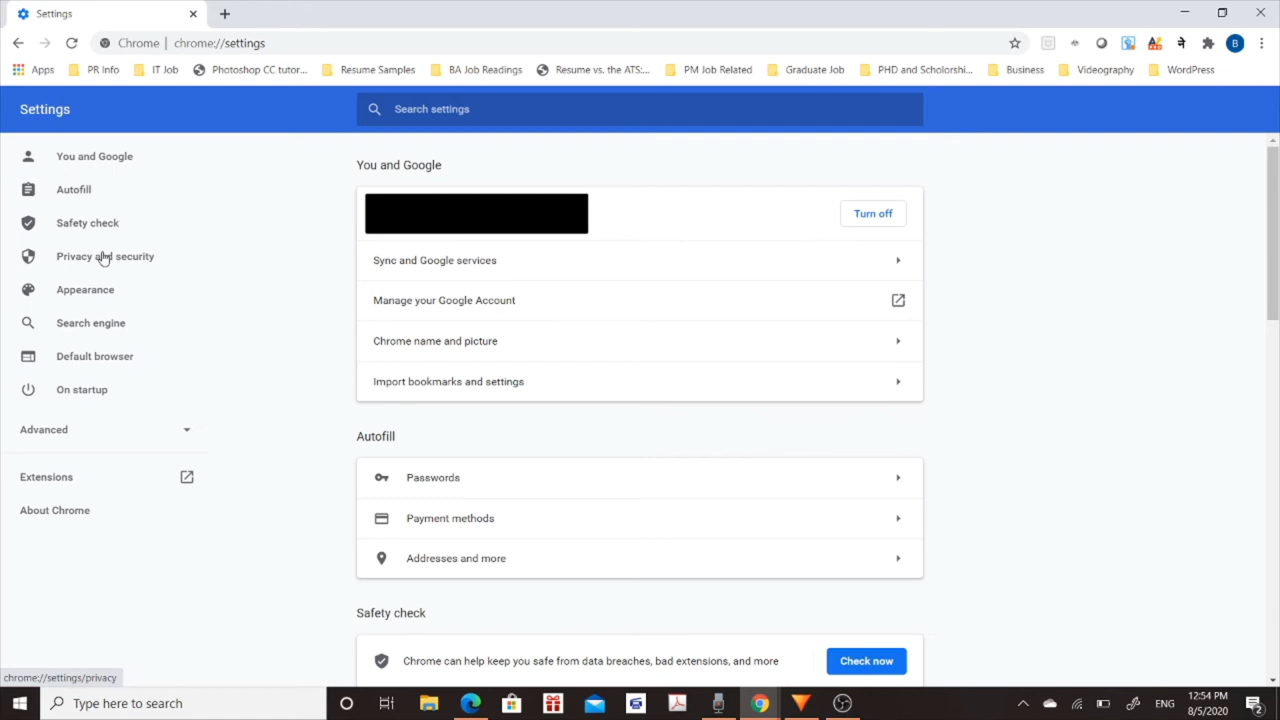 Settings
Chrome | chrome://settings
B
Apps PR Info IT Job Photoshop CC tutor... Resume Samples BA Job Readings Resume vs. the ATS:... PM Job Related Graduate Job PHD and Scholorshi... Business Videography WordPress
Settings
Search settings
You and Google
Autofill
Safety check
Privacy and security
Appearance
Search engine
Default browser
On startup
Advanced
Extensions
About Chrome
You and Google
Turn off
Sync and Google services
Manage your Google Account
Chrome name and picture
Import bookmarks and settings
Autofill
Passwords
Payment methods
Addresses and more
Safety check
Chrome can help keep you safe from data breaches, bad extensions, and more
Check now
chrome://settings/privacy
Type here to search
ENG
12:54 PM
8/5/2020
2